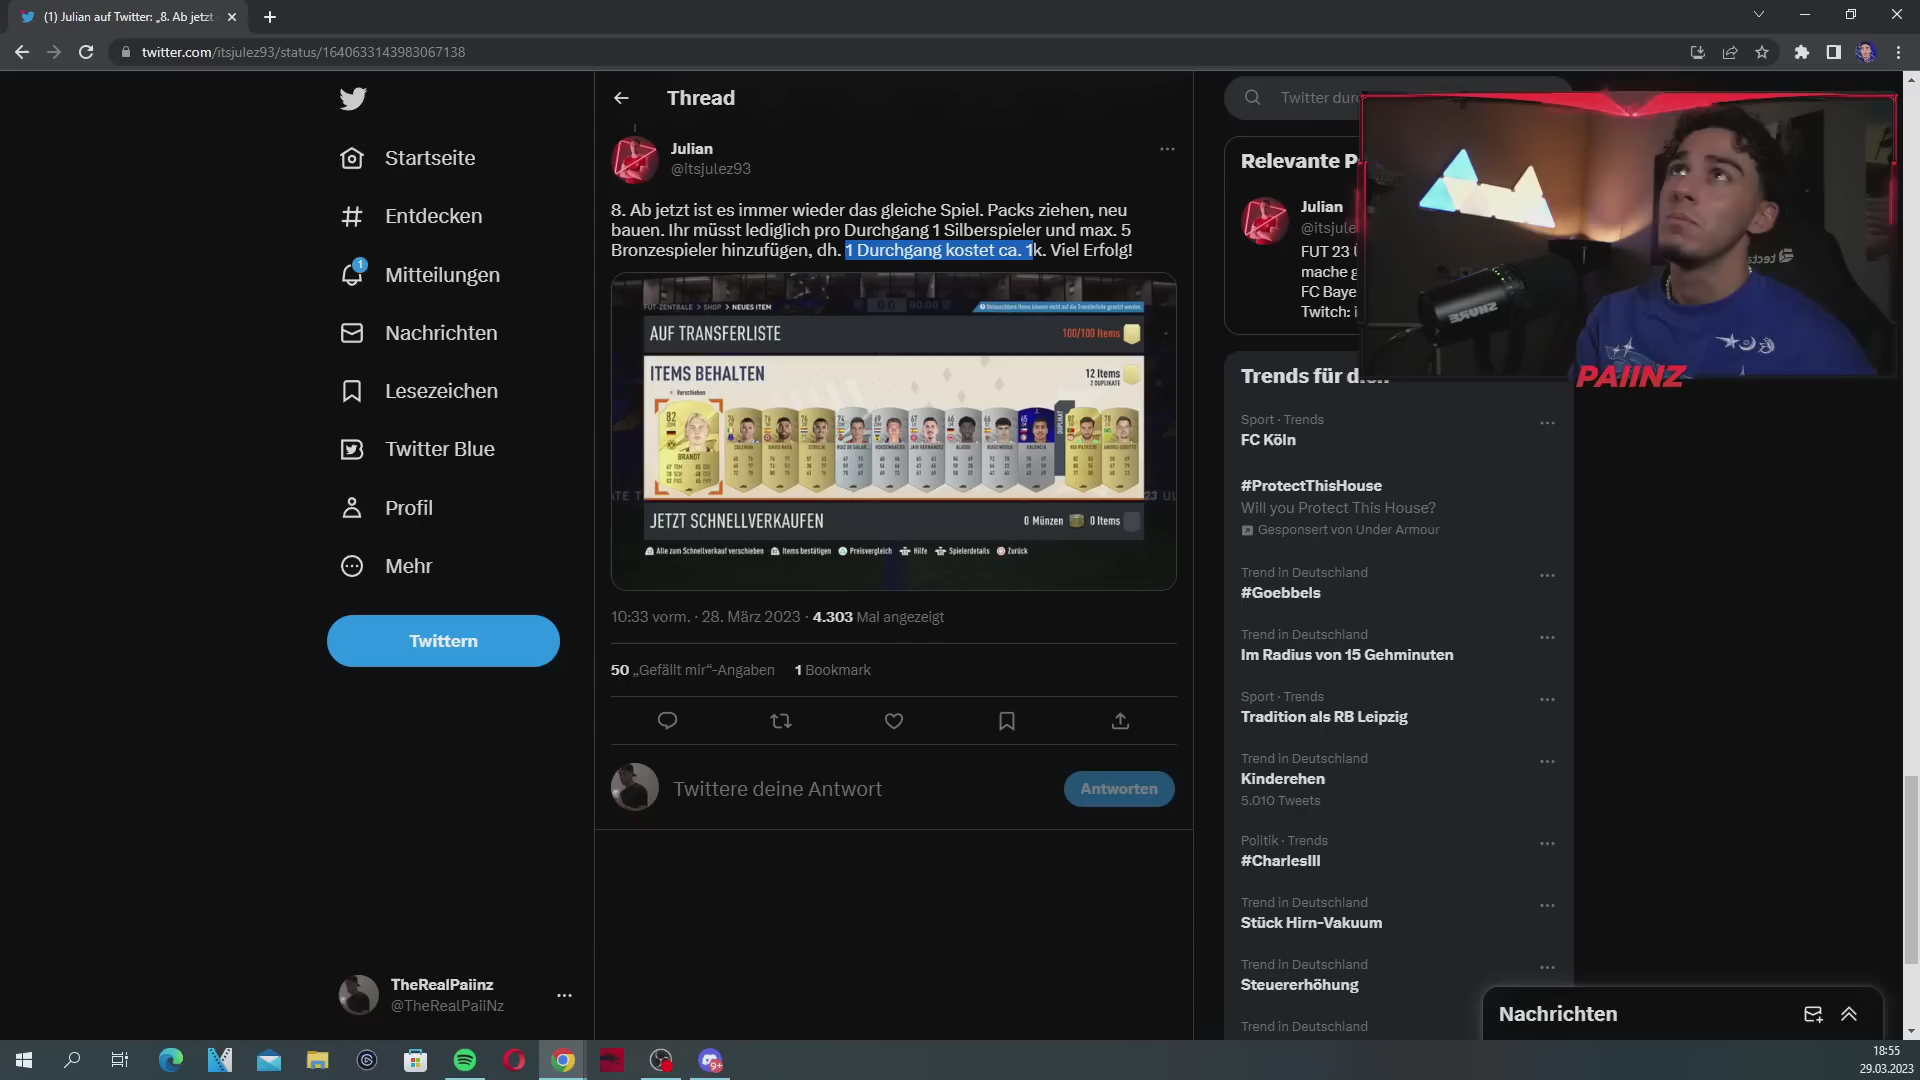 (1) Julian auf Twitter: „8. Ab jetzt
twitter.com/itsjulez93/status/1640633143983067138
Startseite
Entdecken
1
Mitteilungen
Nachrichten
Lesezeichen
Twitter Blue
Profil
Mehr
Twittern
TheRealPaiinz
@TheRealPaiiNz
Thread
Julian
@itsjulez93
8. Ab jetzt ist es immer wieder das gleiche Spiel. Packs ziehen, neu
bauen. Ihr müsst lediglich pro Durchgang 1 Silberspieler und max. 5
Bronzespieler hinzufügen, dh. 1 Durchgang kostet ca. 1k. Viel Erfolg!
FUT-ZENTRALE > SHOP > NEUES ITEM
AUF TRANSFERLISTE
100/100 Items
ITEMS BEHALTEN
12 Items
2 DUPLIKATE
Verschieben
82
BRANDT
DUPLIKAT
JETZT SCHNELLVERKAUFEN
0 Münzen 0 Items
Alle zum Schnellverkauf verschieben Items bestätigen Preisvergleich Hilfe Spielerdetails Zurück
10:33 vorm. · 28. März 2023 · 4.303 Mal angezeigt
50 „Gefällt mir“-Angaben 1 Bookmark
Twittere deine Antwort
Antworten
Twitter dur
Relevante P
Julian
@itsjule
FUT 23
mache g
FC Baye
Twitch: i
SHURE
PAIINZ
Trends für dich
Sport · Trends
FC Köln
#ProtectThisHouse
Will you Protect This House?
Gesponsert von Under Armour
Trend in Deutschland
#Goebbels
Trend in Deutschland
Im Radius von 15 Gehminuten
Sport · Trends
Tradition als RB Leipzig
Trend in Deutschland
Kinderehen
5.010 Tweets
Politik · Trends
#CharlesIII
Trend in Deutschland
Stück Hirn-Vakuum
Trend in Deutschland
Steuererhöhung
Trend in Deutschland
Nachrichten
9+
18:55
29.03.2023